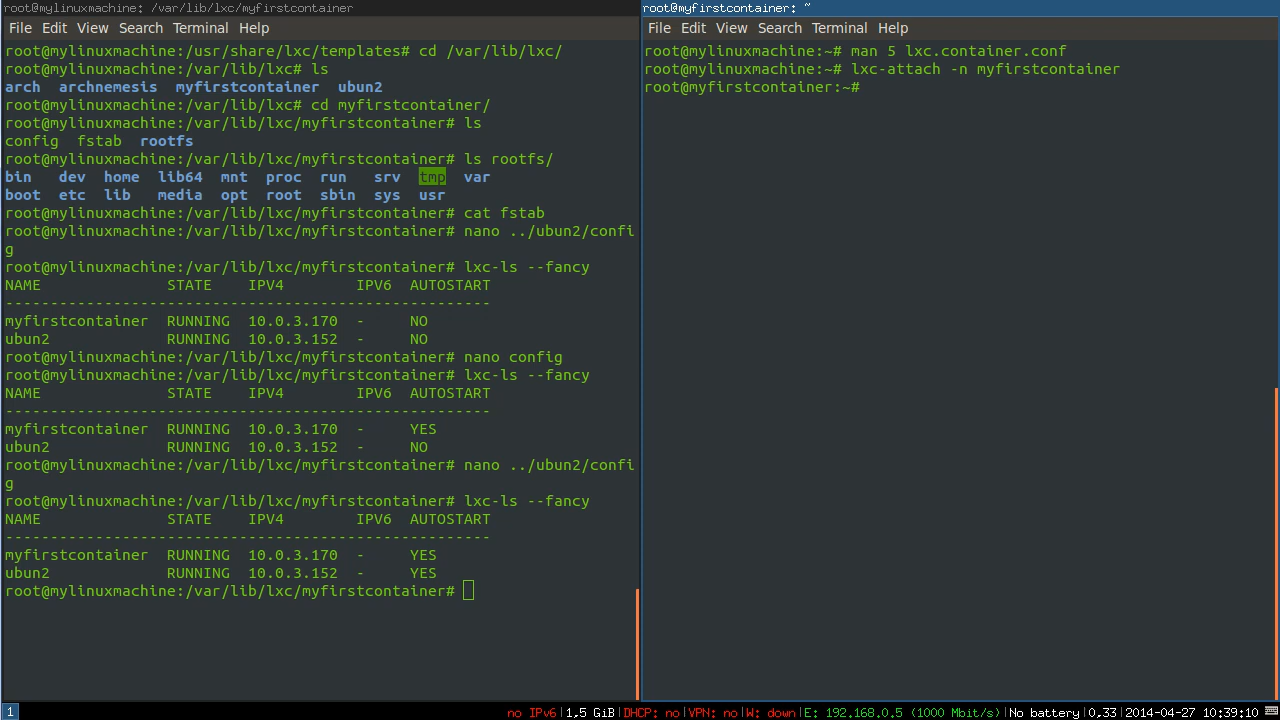 root@mylinuxmachine: /var/lib/lxc/myfirstcontainer
File Edit View Search Terminal Help
root@mylinuxmachine:/usr/share/lxc/templates# cd /var/lib/lxc/
root@mylinuxmachine:/var/lib/lxc# ls
arch  archnemesis  myfirstcontainer  ubun2
root@mylinuxmachine:/var/lib/lxc# cd myfirstcontainer/
root@mylinuxmachine:/var/lib/lxc/myfirstcontainer# ls
config  fstab  rootfs
root@mylinuxmachine:/var/lib/lxc/myfirstcontainer# ls rootfs/
bin   dev  home  lib64  mnt  proc  run   srv  tmp  var
boot  etc  lib   media  opt  root  sbin  sys  usr
root@mylinuxmachine:/var/lib/lxc/myfirstcontainer# cat fstab
root@mylinuxmachine:/var/lib/lxc/myfirstcontainer# nano ../ubun2/confi
g
root@mylinuxmachine:/var/lib/lxc/myfirstcontainer# lxc-ls --fancy
NAME              STATE    IPV4        IPV6  AUTOSTART
------------------------------------------------------
myfirstcontainer  RUNNING  10.0.3.170  -     NO
ubun2             RUNNING  10.0.3.152  -     NO
root@mylinuxmachine:/var/lib/lxc/myfirstcontainer# nano config
root@mylinuxmachine:/var/lib/lxc/myfirstcontainer# lxc-ls --fancy
NAME              STATE    IPV4        IPV6  AUTOSTART
------------------------------------------------------
myfirstcontainer  RUNNING  10.0.3.170  -     YES
ubun2             RUNNING  10.0.3.152  -     NO
root@mylinuxmachine:/var/lib/lxc/myfirstcontainer# nano ../ubun2/confi
g
root@mylinuxmachine:/var/lib/lxc/myfirstcontainer# lxc-ls --fancy
NAME              STATE    IPV4        IPV6  AUTOSTART
------------------------------------------------------
myfirstcontainer  RUNNING  10.0.3.170  -     YES
ubun2             RUNNING  10.0.3.152  -     YES
root@mylinuxmachine:/var/lib/lxc/myfirstcontainer#
root@myfirstcontainer: ~
File Edit View Search Terminal Help
root@mylinuxmachine:~# man 5 lxc.container.conf
root@mylinuxmachine:~# lxc-attach -n myfirstcontainer
root@myfirstcontainer:~#
1
no IPv6|1,5 GiB|DHCP: no|VPN: no|W: down|E: 192.168.0.5 (1000 Mbit/s)|No battery|0.33|2014-04-27 10:39:10